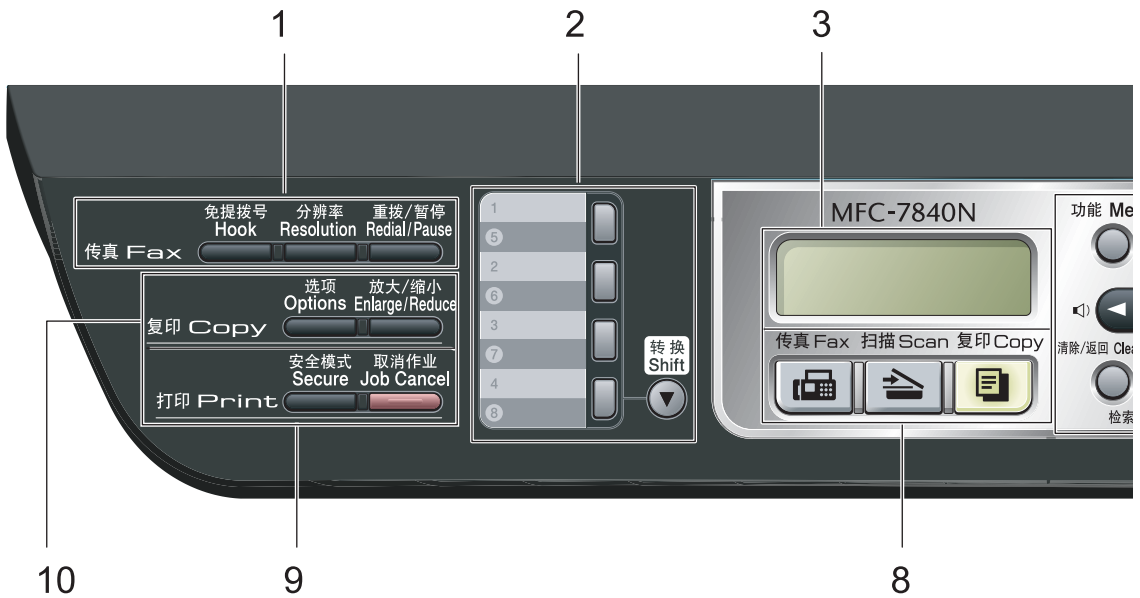 1 2 3
MFC-7840N
免提拨号 分辨率 重拨/暂停
Hook Resolution Redial/Pause
传真 Fax
选项 放大/缩小
Options Enlarge/Reduce
复印 Copy
安全模式 取消作业
Secure Job Cancel
打印 Print
1
5
2
6
3
7
4
8
转换
Shift
传真 Fax 扫描 Scan 复印 Copy
功能 Me
清除/返回 Clea
检索
10 9 8